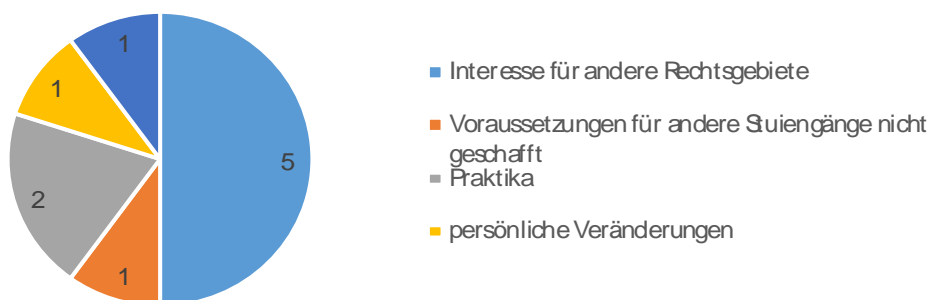 1
1
5
2
1
Interesse für andere Rechtsgebiete
Voraussetzungen für andere Stuiengänge nicht
geschafft
Praktika
persönliche Veränderungen